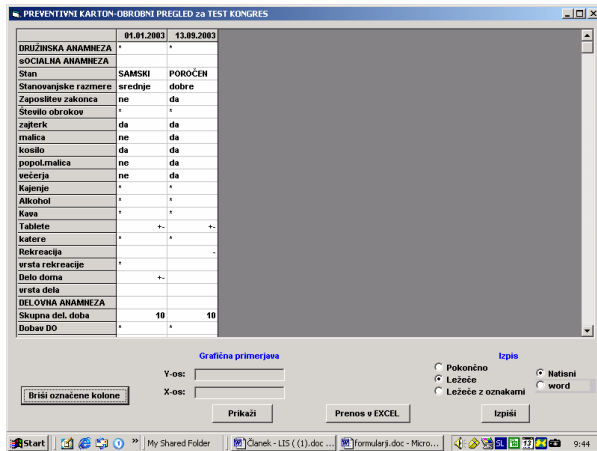 PREVENTIVNI KARTON-OBROBNI PREGLED za TEST KONGRES
01.01.2003 13.09.2003
DRUŽINSKA ANAMNEZA * *
sOCIALNA ANAMNEZA
Stan SAMSKI POROČEN
Stanovanjske razmere srednje dobre
Zaposlitev zakonca ne da
Število obrokov * *
zajterk da da
malica ne da
kosilo da da
popol.malica ne da
večerja ne da
Kajenje * *
Alkohol * *
Kava * *
Tablete +- +-
katere * *
Rekreacija -
vrsta rekreacije *
Delo doma +-
vrsta dela
DELOVNA ANAMNEZA
Skupna del. doba 10 10
Dobav DO * *
Grafična primerjava Izpis
Y-os: Pokončno
Ležeče Natisni
X-os: Ležeče z oznakami word
Briši označene kolone
Prikaži Prenos v EXCEL Izpiši
Start » My Shared Folder Članek - LIS ( (1).doc ... formularji.doc - Micro... SL 9:44